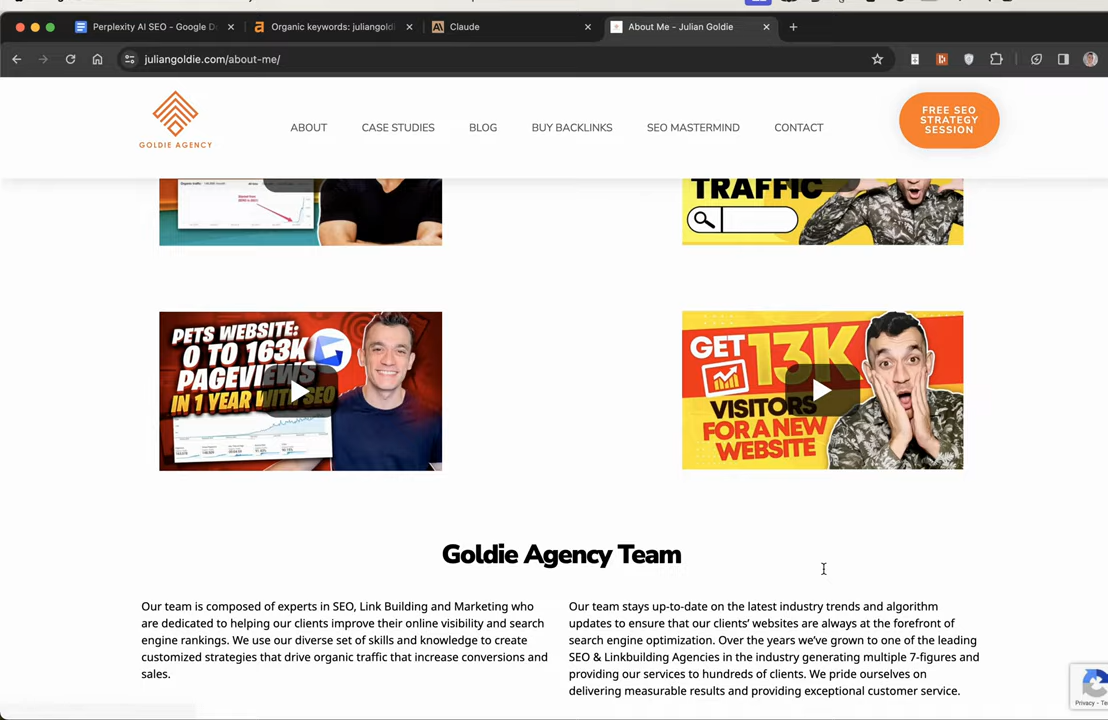 Perplexity AI SEO - Google D
Organic keywords: juliangoldi
Claude
About Me - Julian Goldie
juliangoldie.com/about-me/
GOLDIE AGENCY
ABOUT
CASE STUDIES
BLOG
BUY BACKLINKS
SEO MASTERMIND
CONTACT
FREE SEO
STRATEGY
SESSION
TRAFFIC
PETS WEBSITE:
0 TO 163K
PAGEVIEWS
IN 1 YEAR WITH SEO
GET 13K
VISITORS
FOR A NEW
WEBSITE
Goldie Agency Team
Our team is composed of experts in SEO, Link Building and Marketing who
are dedicated to helping our clients improve their online visibility and search
engine rankings. We use our diverse set of skills and knowledge to create
customized strategies that drive organic traffic that increase conversions and
sales.
Our team stays up-to-date on the latest industry trends and algorithm
updates to ensure that our clients' websites are always at the forefront of
search engine optimization. Over the years we've grown to one of the leading
SEO & Linkbuilding Agencies in the industry generating multiple 7-figures and
providing our services to hundreds of clients. We pride ourselves on
delivering measurable results and providing exceptional customer service.
Privacy - Te